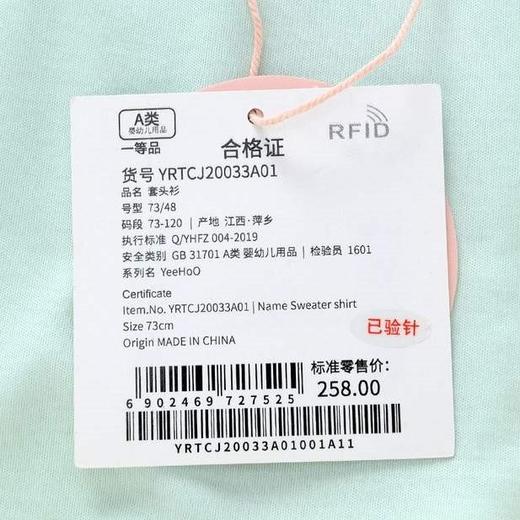 A类
婴幼儿用品
一等品
合格证
RFID
货号 YRTCJ20033A01
品名 套头衫
号型 73/48
码段 73-120 | 产地 江西·萍乡
执行标准 Q/YHFZ 004-2019
安全类别 GB 31701 A类 婴幼儿用品 | 检验员 1601
系列名 YeeHoO
Certificate
Item.No. YRTCJ20033A01 | Name Sweater shirt
Size 73cm
Origin MADE IN CHINA
已验针
标准零售价:
258.00
6 902469 727525
YRTCJ20033A01001A11